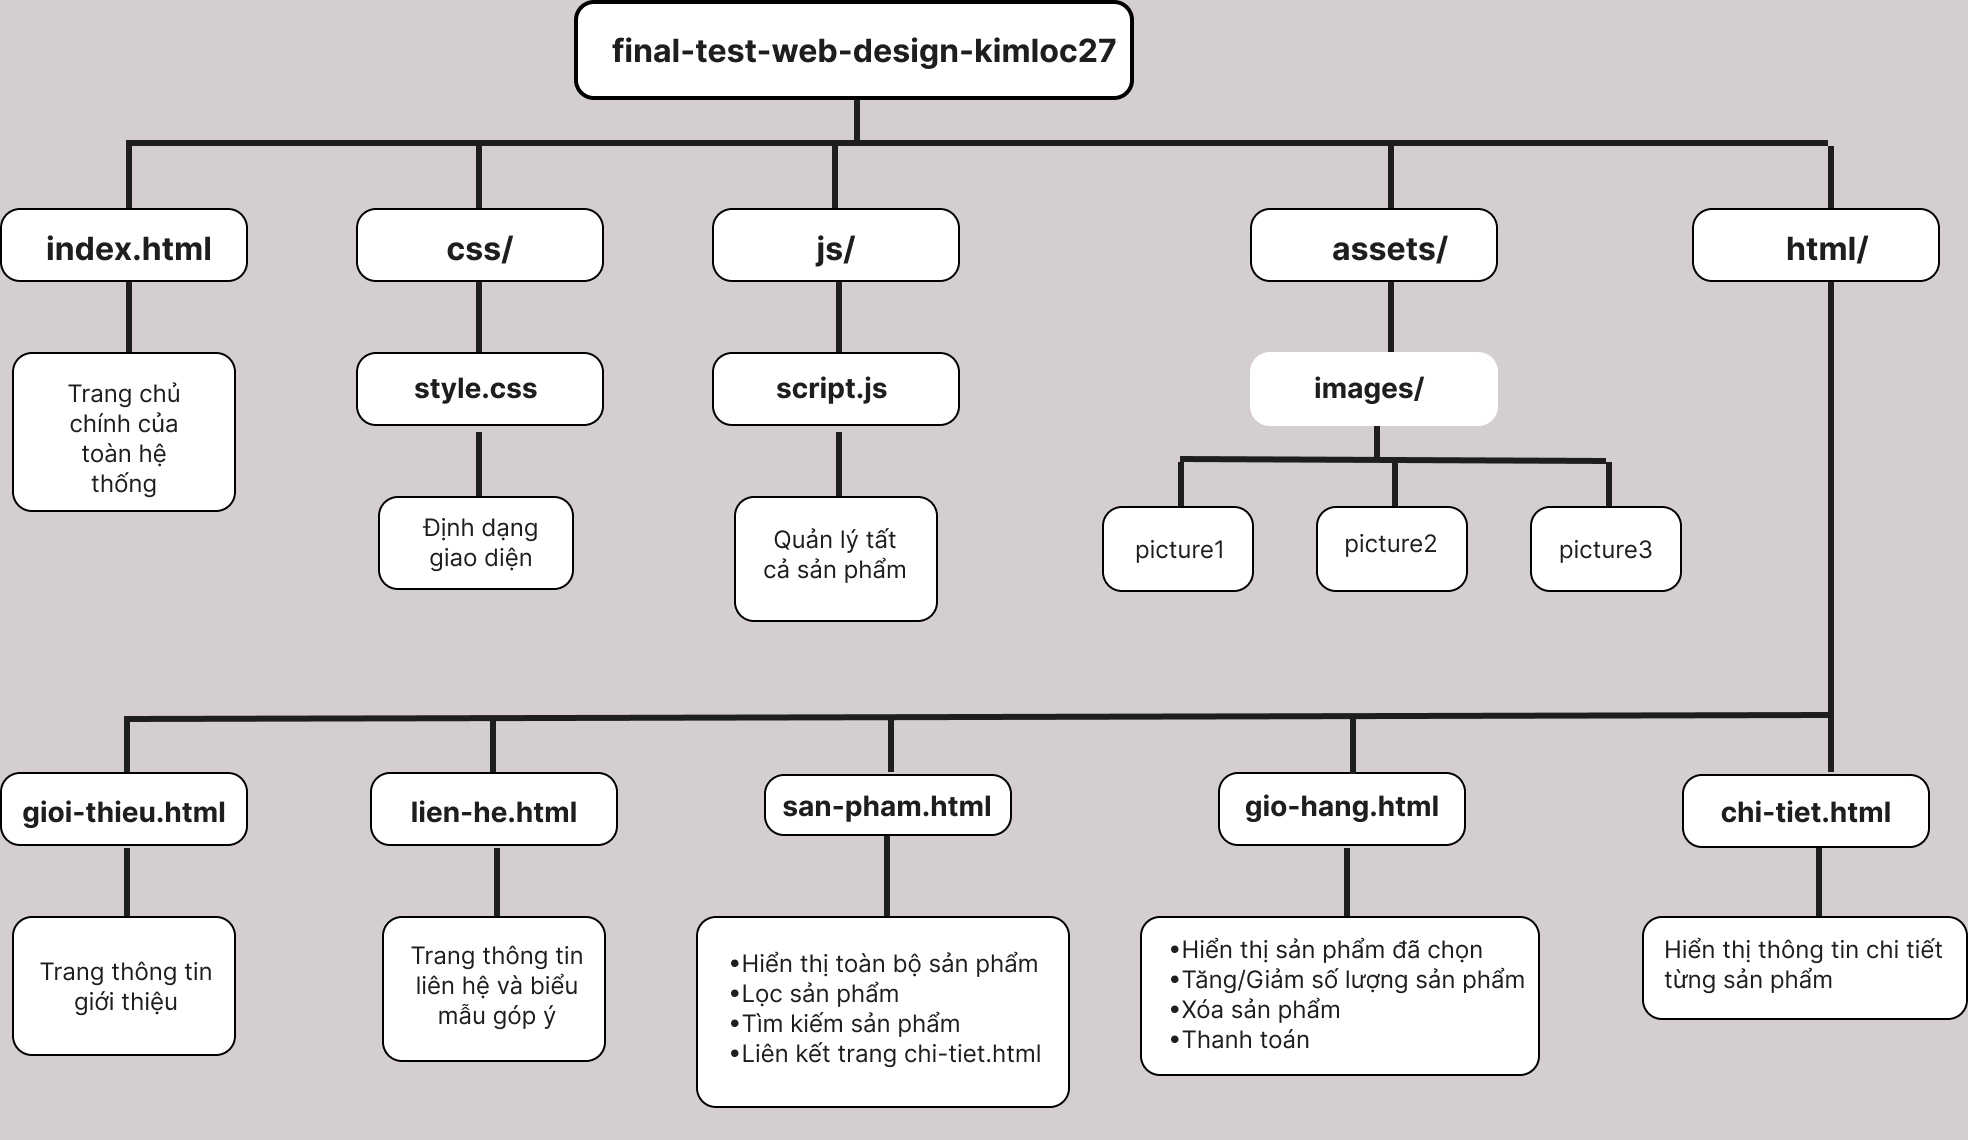 final-test-web-design-kimloc27
index.html
css/
js/
assets/
html/
Trang chủ
chính của
toàn hệ
thống
style.css
Định dạng
giao diện
script.js
Quản lý tất
cả sản phẩm
images/
picture1
picture2
picture3
gioi-thieu.html
lien-he.html
san-pham.html
gio-hang.html
chi-tiet.html
Trang thông tin
giới thiệu
Trang thông tin
liên hệ và biểu
mẫu góp ý
•Hiển thị toàn bộ sản phẩm
•Lọc sản phẩm
•Tìm kiếm sản phẩm
•Liên kết trang chi-tiet.html
•Hiển thị sản phẩm đã chọn
•Tăng/Giảm số lượng sản phẩm
•Xóa sản phẩm
•Thanh toán
Hiển thị thông tin chi tiết
từng sản phẩm